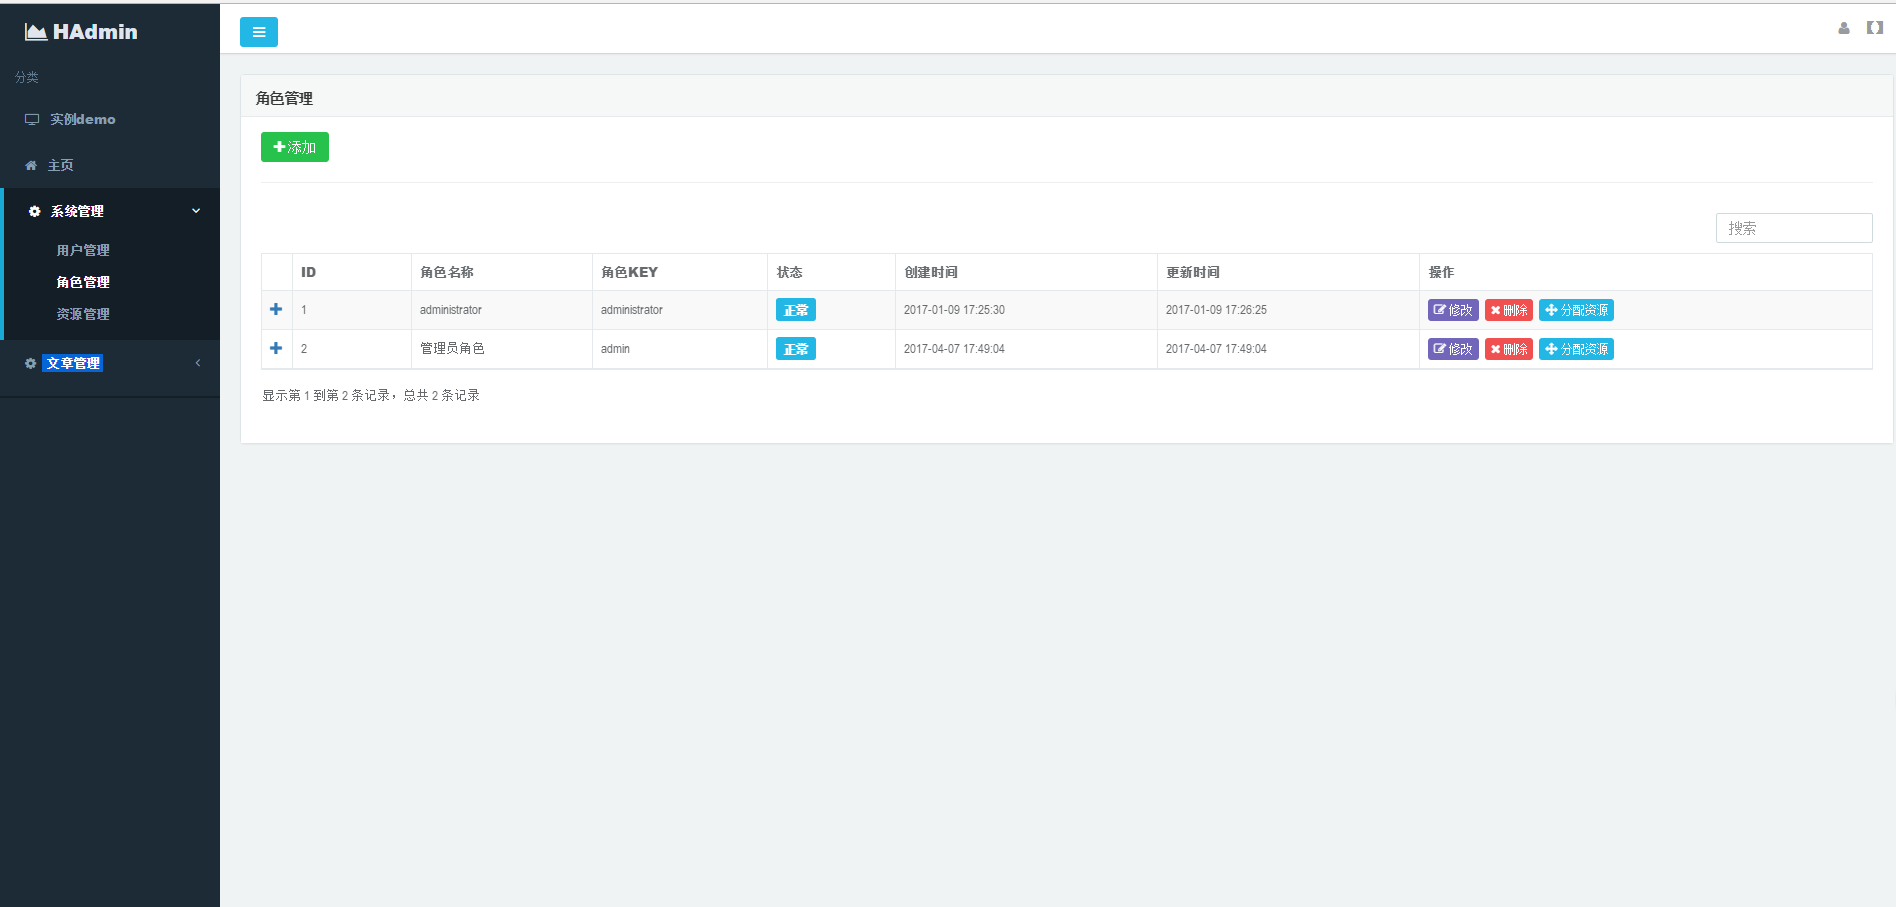 HAdmin
分类
实例demo
主页
系统管理
用户管理
角色管理
资源管理
文章管理
角色管理
添加
搜索
ID 角色名称 角色KEY 状态 创建时间 更新时间 操作
1 administrator administrator 正常 2017-01-09 17:25:30 2017-01-09 17:26:25 修改 删除 分配资源
2 管理员角色 admin 正常 2017-04-07 17:49:04 2017-04-07 17:49:04 修改 删除 分配资源
显示第 1 到第 2 条记录，总共 2 条记录